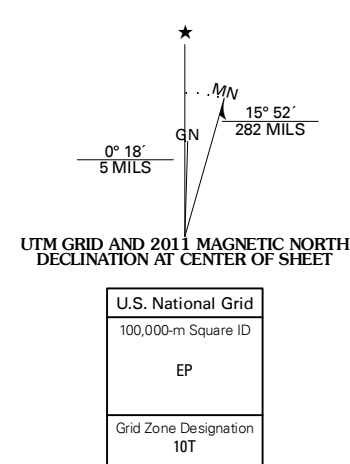 MN
15° 52´
282 MILS
GN
0° 18´
5 MILS
UTM GRID AND 2011 MAGNETIC NORTH
DECLINATION AT CENTER OF SHEET
U.S. National Grid
100,000-m Square ID
EP
Grid Zone Designation
10T